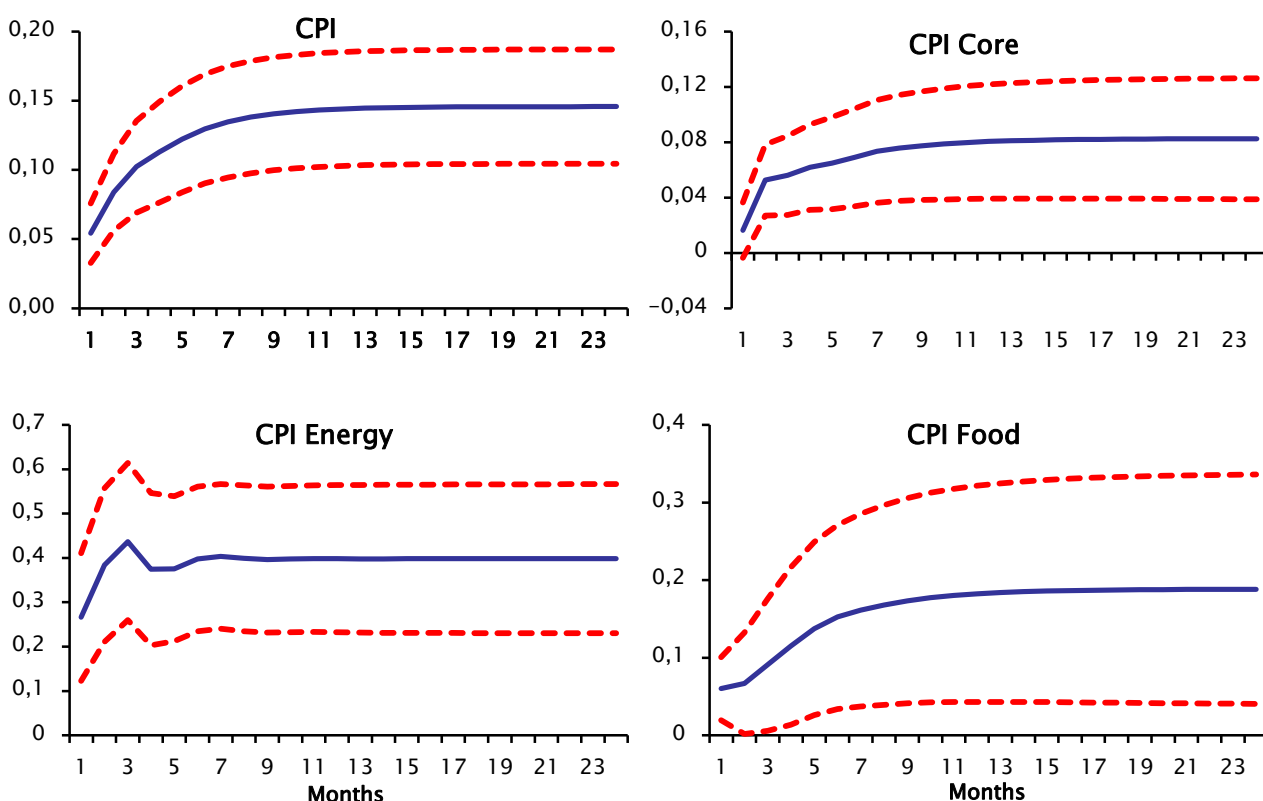 CPI
0,20
0,15
0,10
0,05
0,00
1 3 5 7 9 11 13 15 17 19 21 23
CPI Core
0,16
0,12
0,08
0,04
0
−0,04
1 3 5 7 9 11 13 15 17 19 21 23
CPI Energy
0,7
0,6
0,5
0,4
0,3
0,2
0,1
0
1 3 5 7 9 11 13 15 17 19 21 23
Months
CPI Food
0,4
0,3
0,2
0,1
0
1 3 5 7 9 11 13 15 17 19 21 23
Months